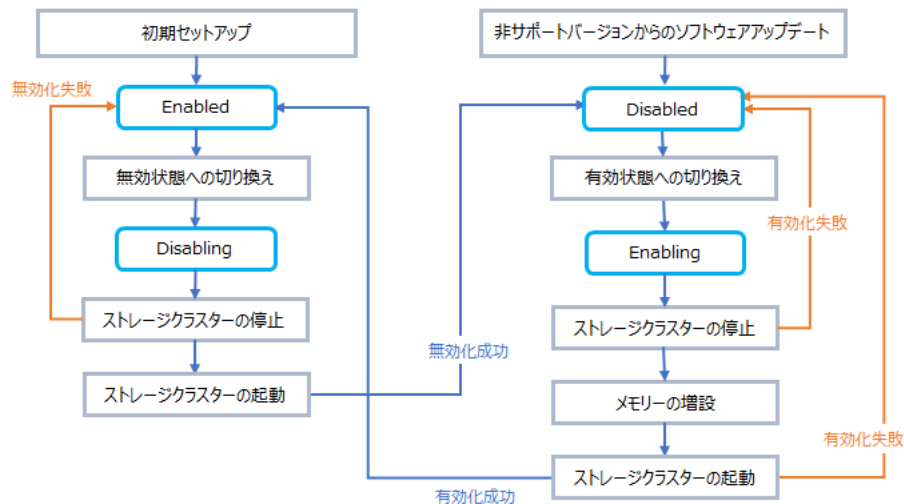 初期セットアップ
無効化失敗
Enabled
無効状態への切り換え
Disabling
ストレージクラスターの停止
ストレージクラスターの起動
無効化成功
非サポートバージョンからのソフトウェアアップデート
Disabled
有効状態への切り換え
有効化失敗
Enabling
ストレージクラスターの停止
メモリーの増設
有効化失敗
ストレージクラスターの起動
有効化成功